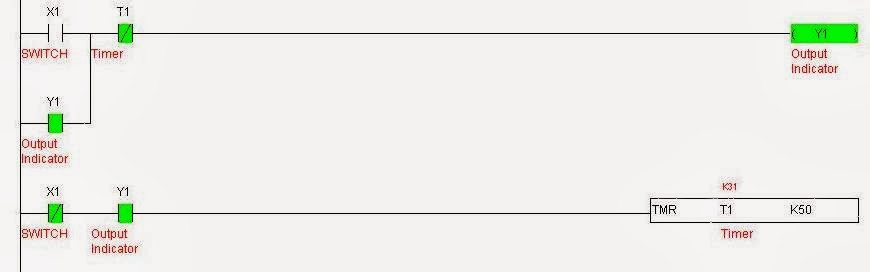 X1 T1
( Y1 )
SWITCH Timer Output
Indicator
Y1
Output
Indicator
X1 Y1 K31
TMR T1 K50
SWITCH Output Timer
Indicator